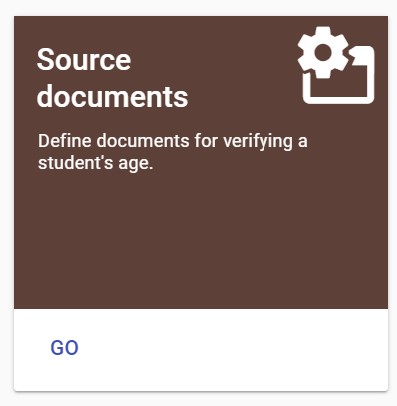 Source
documents
Define documents for verifying a
student's age.
GO